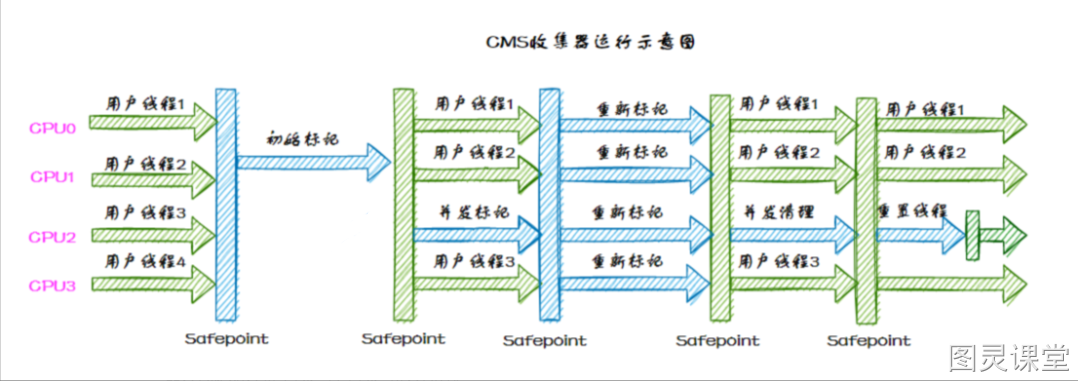 CMS收集器运行示意图
用户线程1
用户线程1
重新标记
用户线程1
用户线程1
CPU0
初始标记
用户线程2
用户线程2
重新标记
用户线程2
用户线程2
CPU1
用户线程3
并发标记
重新标记
并发清理
重置线程
CPU2
用户线程4
用户线程3
重新标记
用户线程3
CPU3
Safepoint
Safepoint
Safepoint
Safepoint
Safepoint
图灵课堂